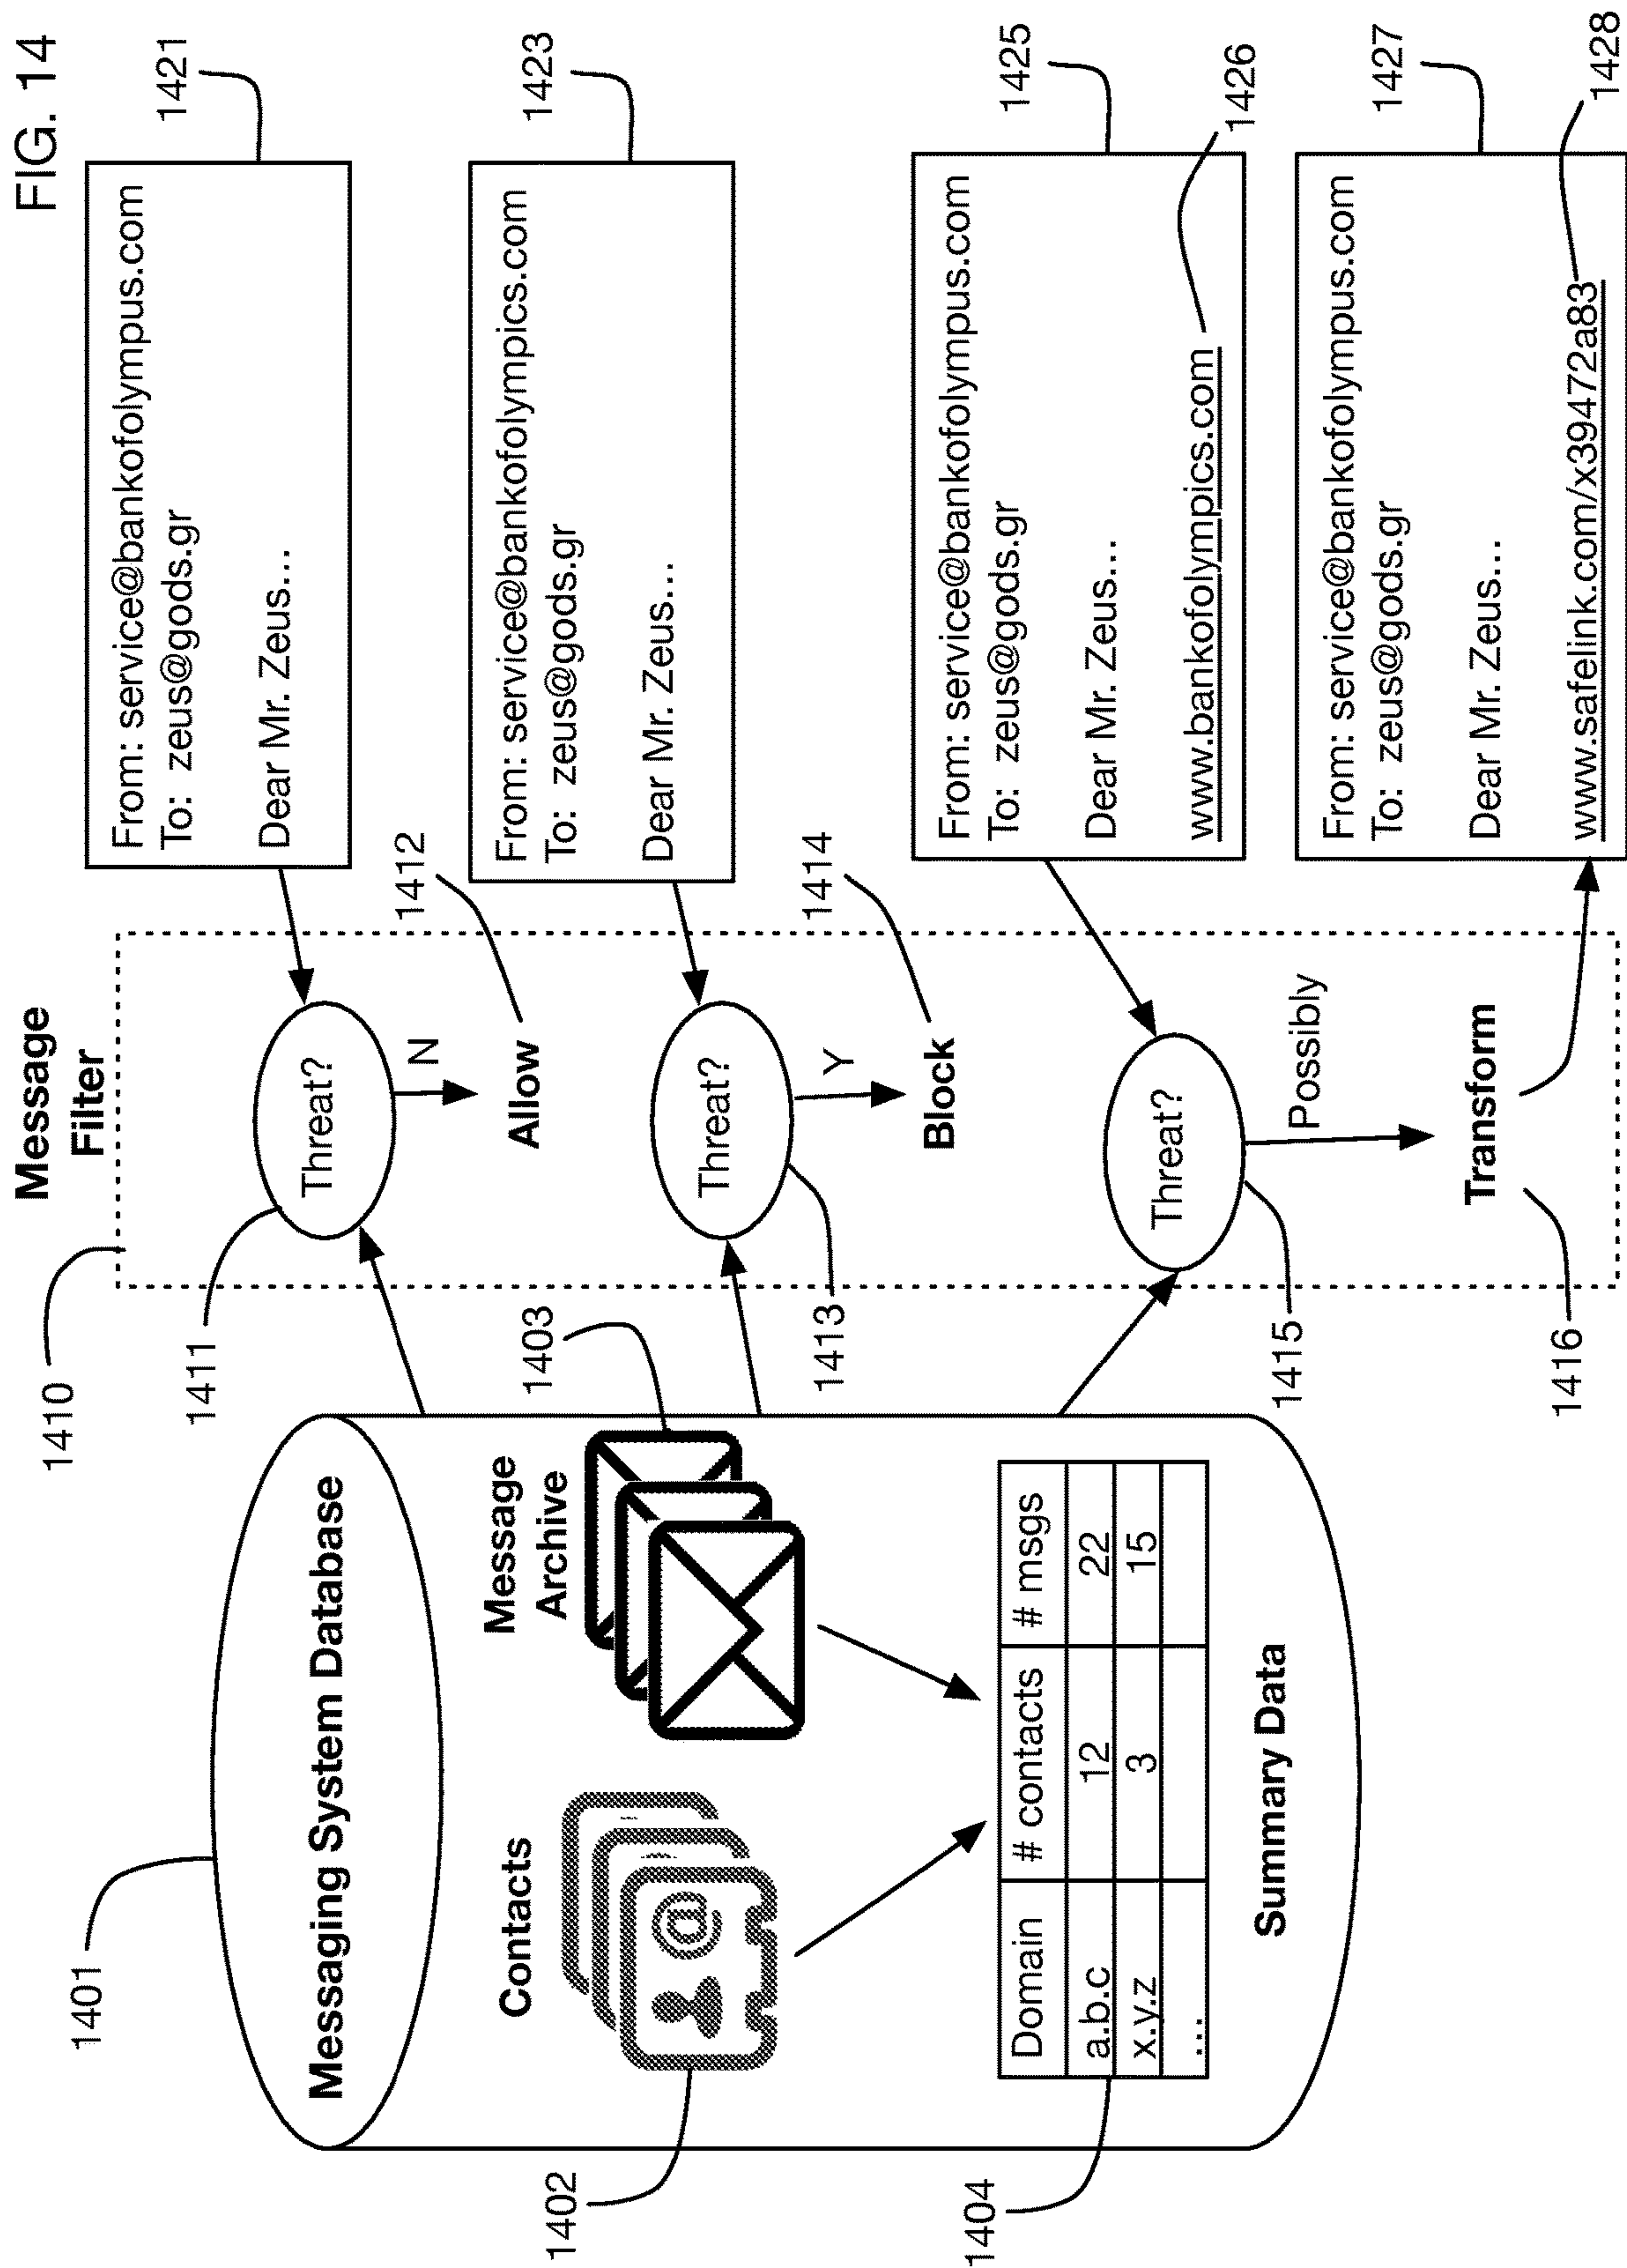 FIG. 14
Message
Filter
1410
1401
Messaging System Database
1411
Threat?
N
1412
Allow
From: service@bankofolympus.com
To: zeus@gods.gr
Dear Mr. Zeus...
1421
Contacts
1402
Message
Archive
1403
1413
Threat?
Y
1414
Block
From: service@bankofolympics.com
To: zeus@gods.gr
Dear Mr. Zeus...
1423
1404
Domain # contacts # msgs
a.b.c 12 22
x.y.z 3 15
...
Summary Data
1415
Threat?
Possibly
1416
Transform
From: service@bankofolympus.com
To: zeus@gods.gr
Dear Mr. Zeus...
www.bankofolympics.com
1425
1426
From: service@bankofolympus.com
To: zeus@gods.gr
Dear Mr. Zeus...
www.safelink.com/x39472a83
1427
1428